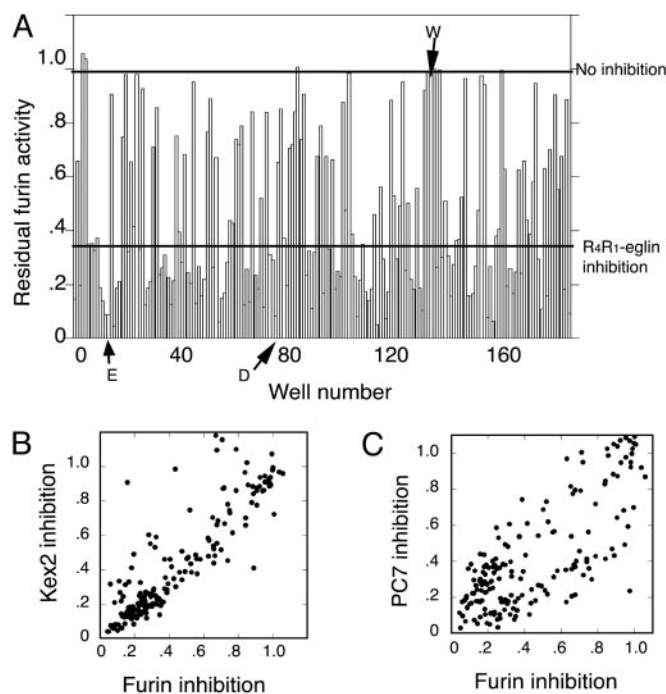 A
W
Residual furin activity
1.0
.8
.6
.4
.2
0
No inhibition
R4R1-eglin
inhibition
0 40 80 120 160
E
D
Well number
B
Kex2 inhibition
1.0
.8
.6
.4
.2
0
0 .2 .4 .6 .8 1.0
Furin inhibition
C
PC7 inhibition
1.0
.8
.6
.4
.2
0
0 .2 .4 .6 .8 1.0
Furin inhibition